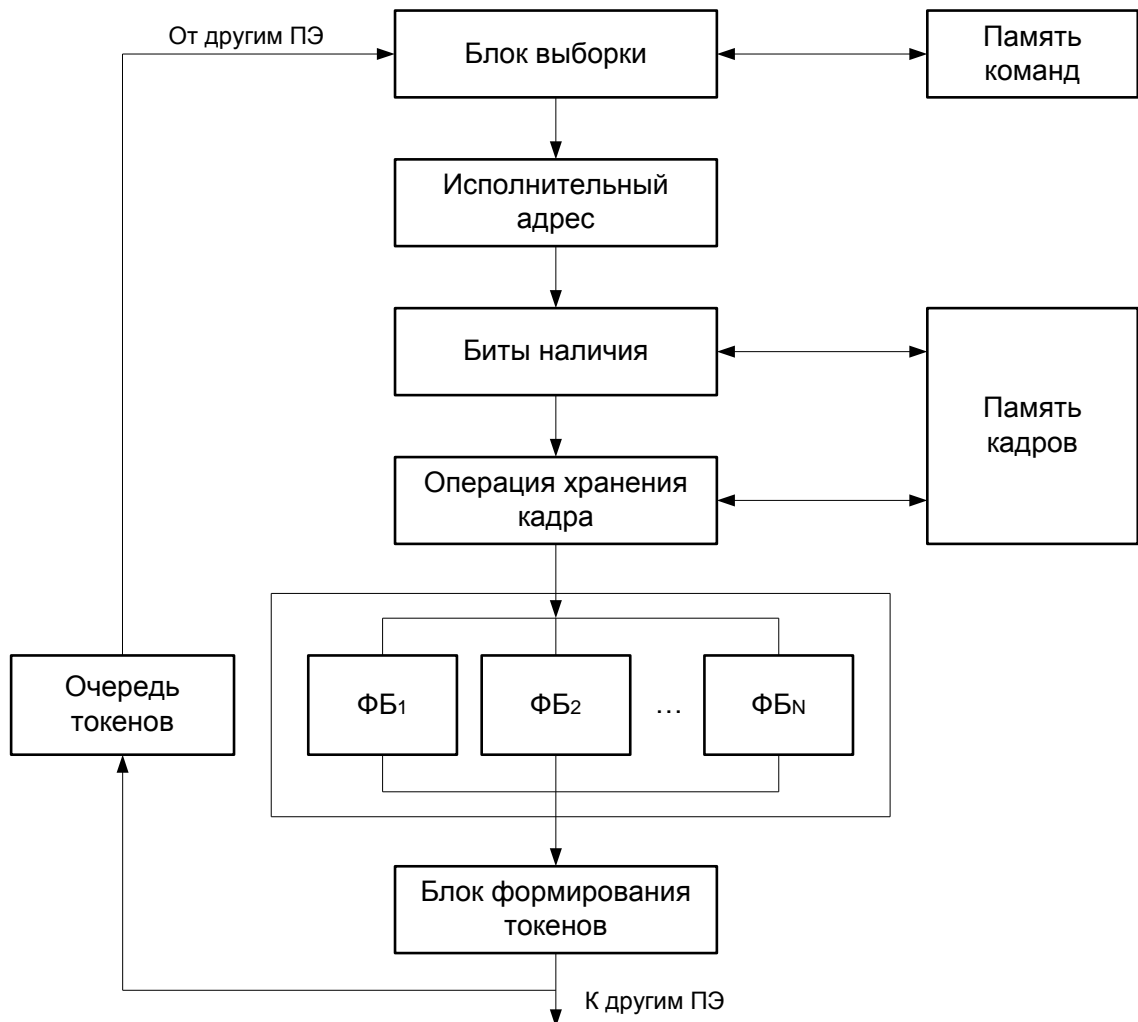 От другим ПЭ
Блок выборки
Память
команд
Исполнительный
адрес
Биты наличия
Память
кадров
Операция хранения
кадра
Очередь
токенов
ФБ1
ФБ2
...
ФБN
Блок формирования
токенов
К другим ПЭ